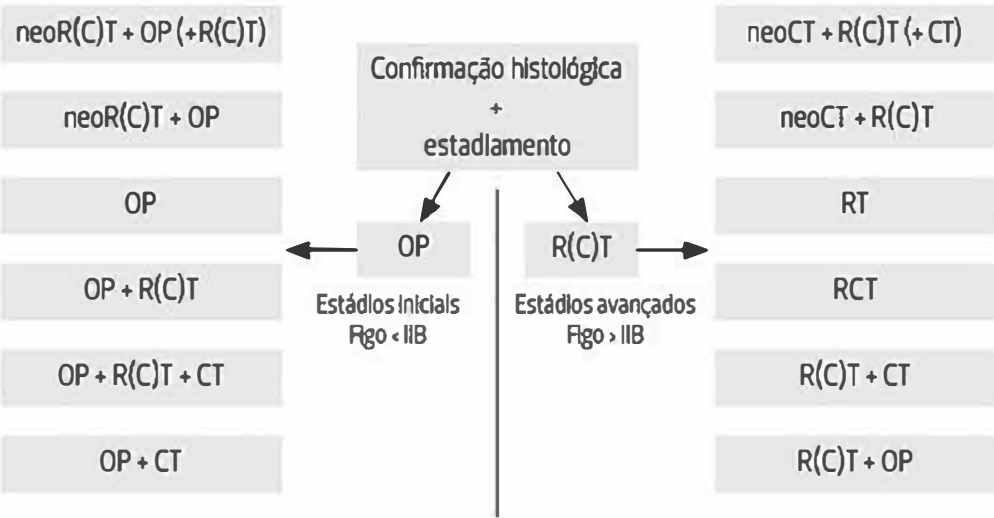 neoR(C)T + OP (+R(C)T)
neoR(C)T + OP
OP
OP + R(C)T
OP + R(C)T + CT
OP + CT
Confirmação histológica
+
estadiamento
OP
Estádios iniciais
Figo < IIB
R(C)T
Estádios avançados
Figo > IIB
neoCT + R(C)T (+ CT)
neoCT + R(C)T
RT
RCT
R(C)T + CT
R(C)T + OP